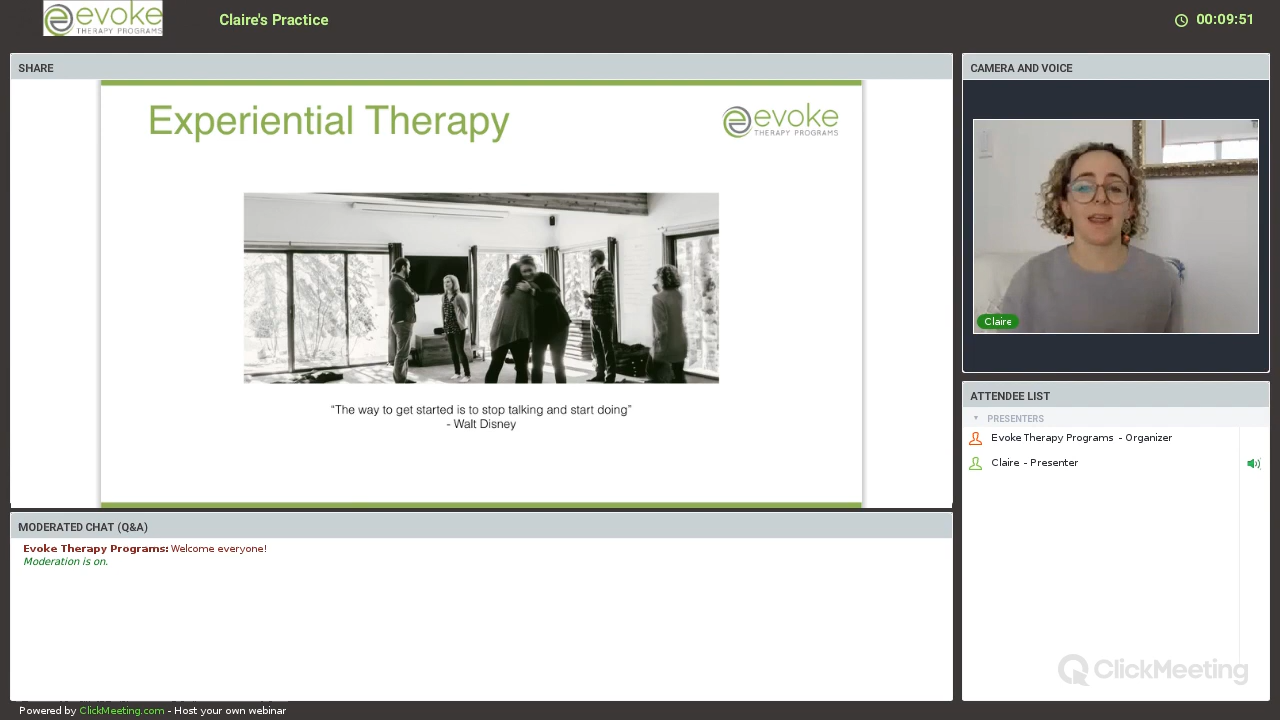 evoke
THERAPY PROGRAMS
Claire's Practice
00:09:51
SHARE
Experiential Therapy
evoke
THERAPY PROGRAMS
“The way to get started is to stop talking and start doing”
- Walt Disney
MODERATED CHAT (Q&A)
Evoke Therapy Programs: Welcome everyone!
Moderation is on.
CAMERA AND VOICE
Claire
ATTENDEE LIST
PRESENTERS
Evoke Therapy Programs - Organizer
Claire - Presenter
ClickMeeting
Powered by ClickMeeting.com - Host your own webinar